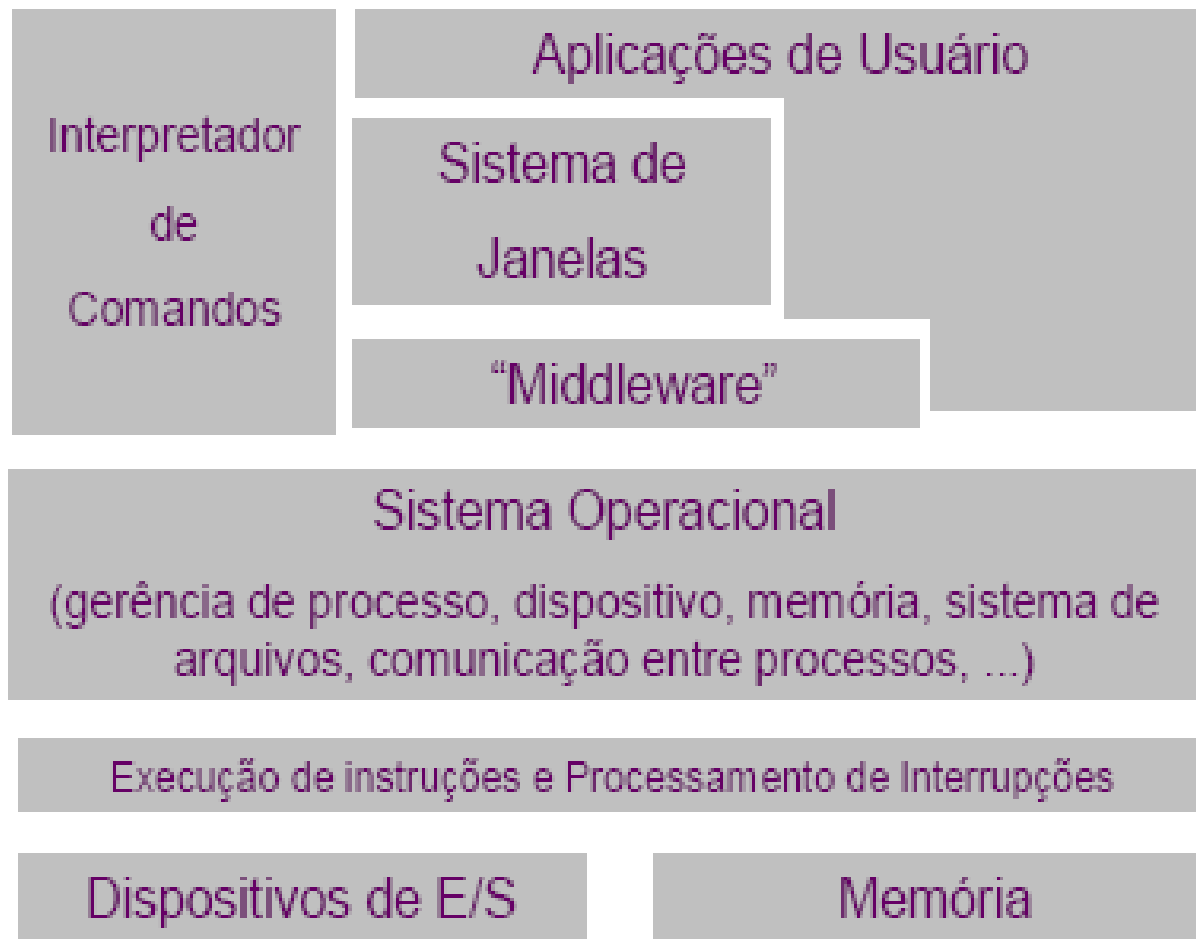 Interpretador
de
Comandos
Aplicações de Usuário
Sistema de
Janelas
“Middleware”
Sistema Operacional
(gerência de processo, dispositivo, memória, sistema de
arquivos, comunicação entre processos, ...)
Execução de instruções e Processamento de Interrupções
Dispositivos de E/S
Memória